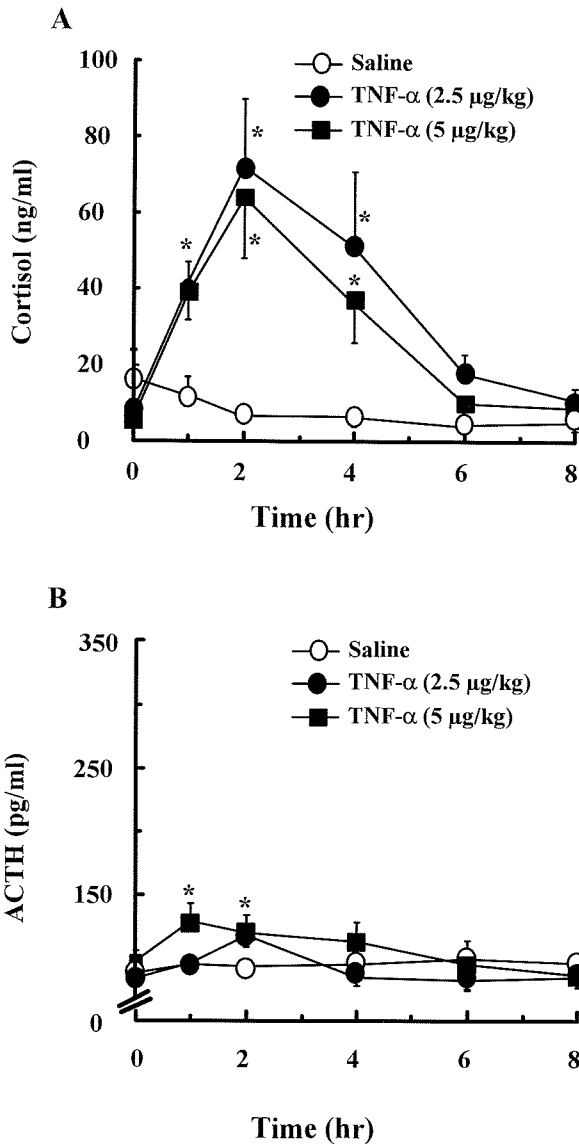 A
Saline
TNF-α (2.5 µg/kg)
TNF-α (5 µg/kg)
100
80
60
40
20
0
Cortisol (ng/ml)
*
*
*
*
*
0 2 4 6 8
Time (hr)
B
Saline
TNF-α (2.5 µg/kg)
TNF-α (5 µg/kg)
350
250
150
0
ACTH (pg/ml)
* *
0 2 4 6 8
Time (hr)